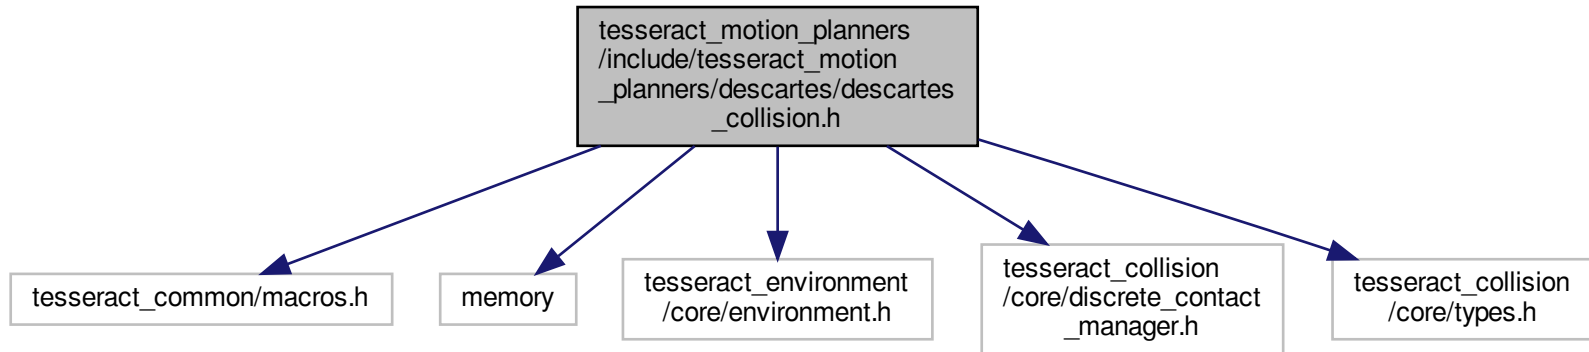 tesseract_motion_planners
/include/tesseract_motion
_planners/descartes/descartes
_collision.h
tesseract_common/macros.h
memory
tesseract_environment
/core/environment.h
tesseract_collision
/core/discrete_contact
_manager.h
tesseract_collision
/core/types.h